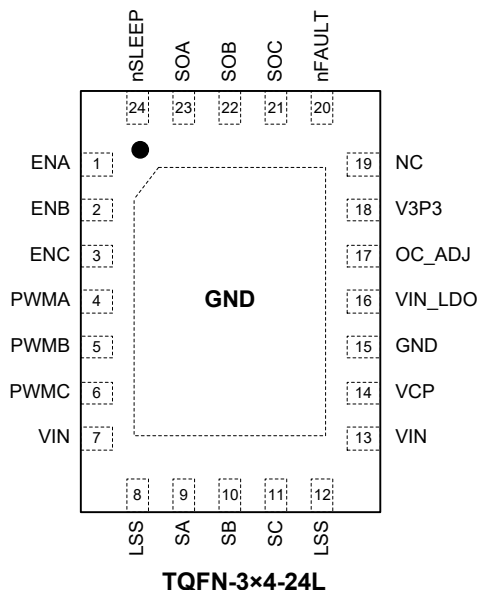 nSLEEP SOA SOB SOC nFAULT
24 23 22 21 20
ENA 1 19 NC
ENB 2 18 V3P3
ENC 3 17 OC_ADJ
PWMA 4 GND 16 VIN_LDO
PWMB 5 15 GND
PWMC 6 14 VCP
VIN 7 13 VIN
8 9 10 11 12
LSS SA SB SC LSS
TQFN-3×4-24L